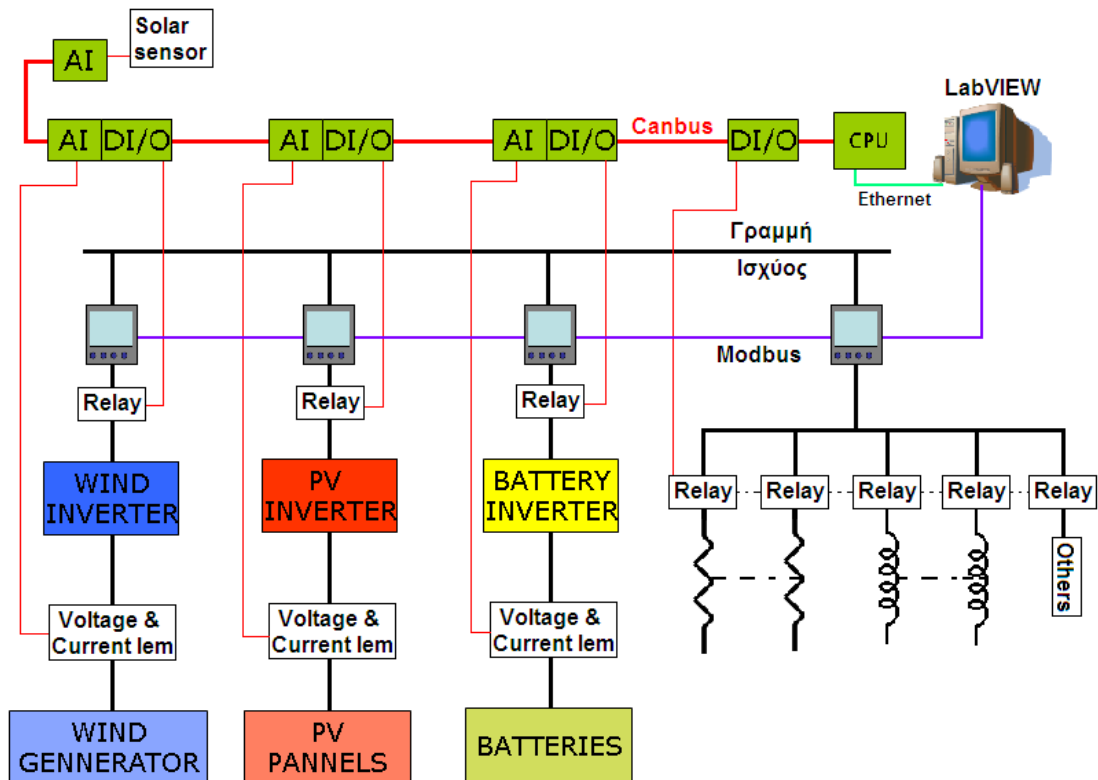 Solar
sensor
AI
LabVIEW
AI DI/O
AI DI/O
AI DI/O
Canbus
DI/O
CPU
Ethernet
Γραμμή
Ισχύος
Modbus
Relay
Relay
Relay
WIND
INVERTER
PV
INVERTER
BATTERY
INVERTER
Relay
Relay
Relay
Relay
Relay
Others
Voltage &
Current lem
Voltage &
Current lem
Voltage &
Current lem
WIND
GENNERATOR
PV
PANNELS
BATTERIES